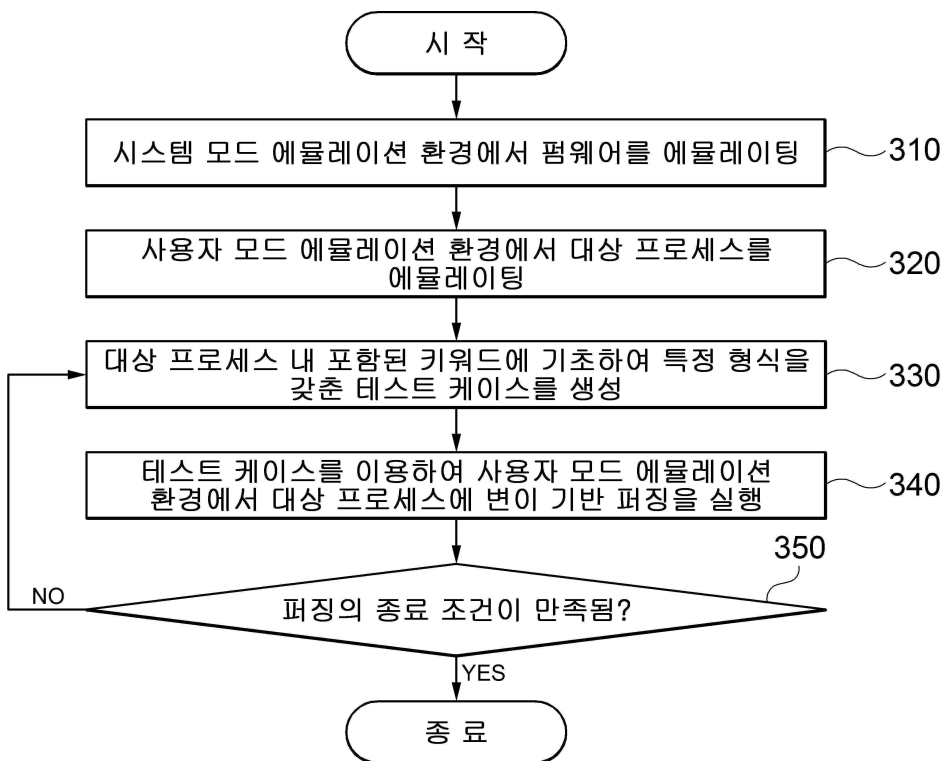 시 작
시스템 모드 에뮬레이션 환경에서 펌웨어를 에뮬레이팅
310
사용자 모드 에뮬레이션 환경에서 대상 프로세스를
에뮬레이팅
320
대상 프로세스 내 포함된 키워드에 기초하여 특정 형식을
갖춘 테스트 케이스를 생성
330
테스트 케이스를 이용하여 사용자 모드 에뮬레이션
환경에서 대상 프로세스에 변이 기반 퍼징을 실행
340
350
퍼징의 종료 조건이 만족됨?
NO
YES
종 료